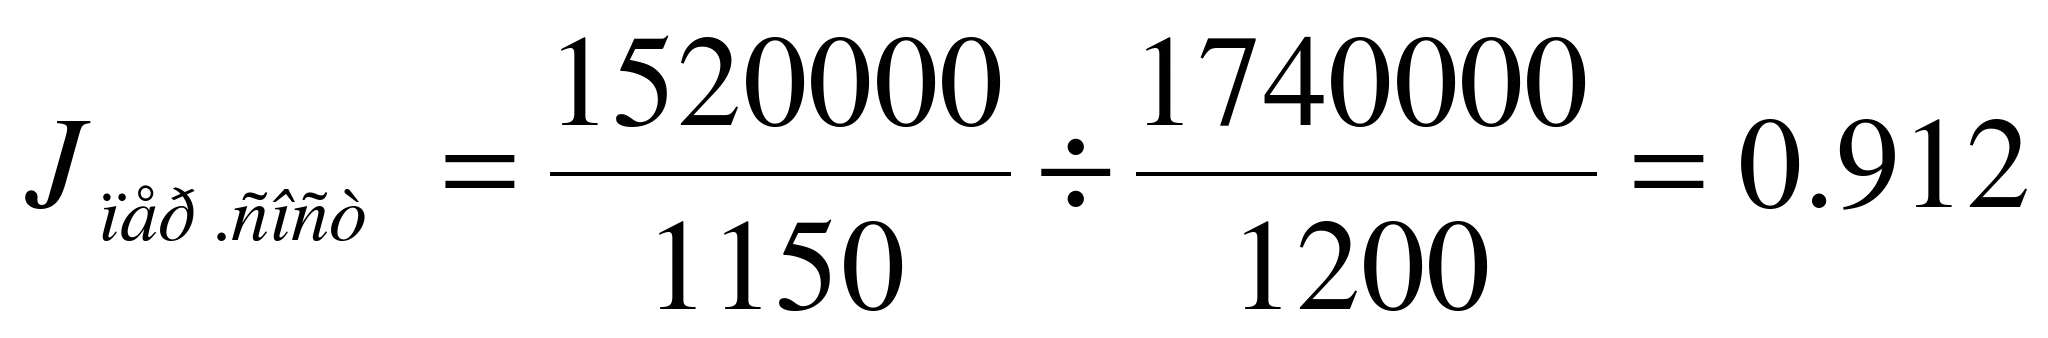 J ïåð .ñîñò = 1520000 / 1150 ÷ 1740000 / 1200 = 0.912